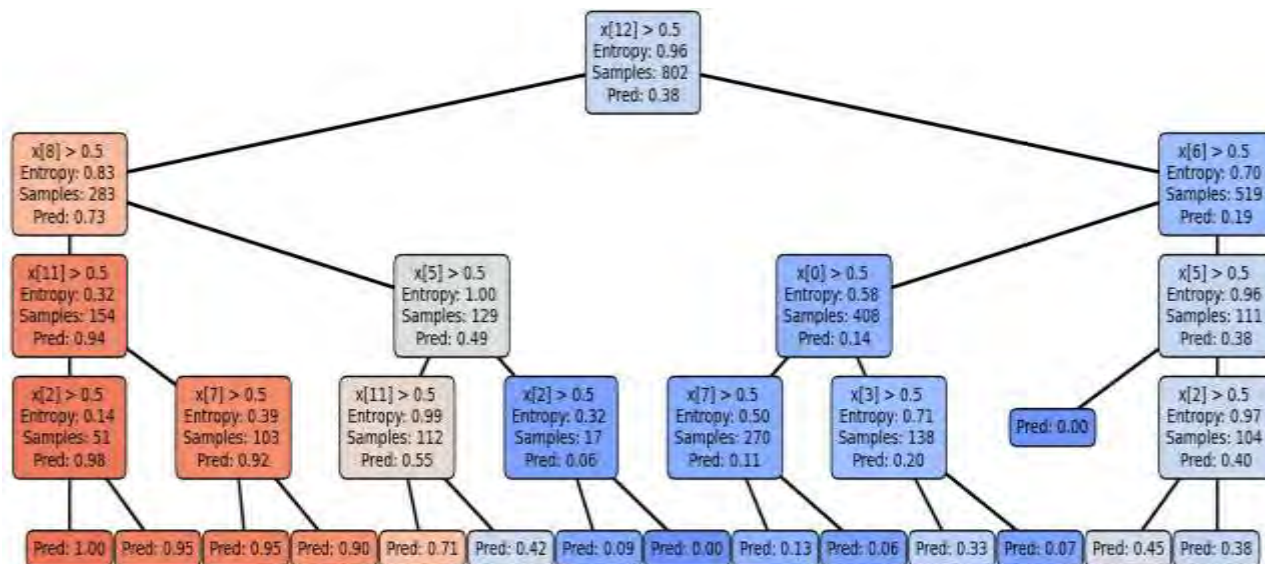 x[12] > 0.5
Entropy: 0.96
Samples: 802
Pred: 0.38
x[8] > 0.5
Entropy: 0.83
Samples: 283
Pred: 0.73
x[6] > 0.5
Entropy: 0.70
Samples: 519
Pred: 0.19
x[11] > 0.5
Entropy: 0.32
Samples: 154
Pred: 0.94
x[5] > 0.5
Entropy: 1.00
Samples: 129
Pred: 0.49
x[0] > 0.5
Entropy: 0.58
Samples: 408
Pred: 0.14
x[5] > 0.5
Entropy: 0.96
Samples: 111
Pred: 0.38
x[2] > 0.5
Entropy: 0.14
Samples: 51
Pred: 0.98
x[7] > 0.5
Entropy: 0.39
Samples: 103
Pred: 0.92
x[11] > 0.5
Entropy: 0.99
Samples: 112
Pred: 0.55
x[2] > 0.5
Entropy: 0.32
Samples: 17
Pred: 0.06
x[7] > 0.5
Entropy: 0.50
Samples: 270
Pred: 0.11
x[3] > 0.5
Entropy: 0.71
Samples: 138
Pred: 0.20
Pred: 0.00
x[2] > 0.5
Entropy: 0.97
Samples: 104
Pred: 0.40
Pred: 1.00
Pred: 0.95
Pred: 0.95
Pred: 0.90
Pred: 0.71
Pred: 0.42
Pred: 0.09
Pred: 0.00
Pred: 0.13
Pred: 0.06
Pred: 0.33
Pred: 0.07
Pred: 0.45
Pred: 0.38